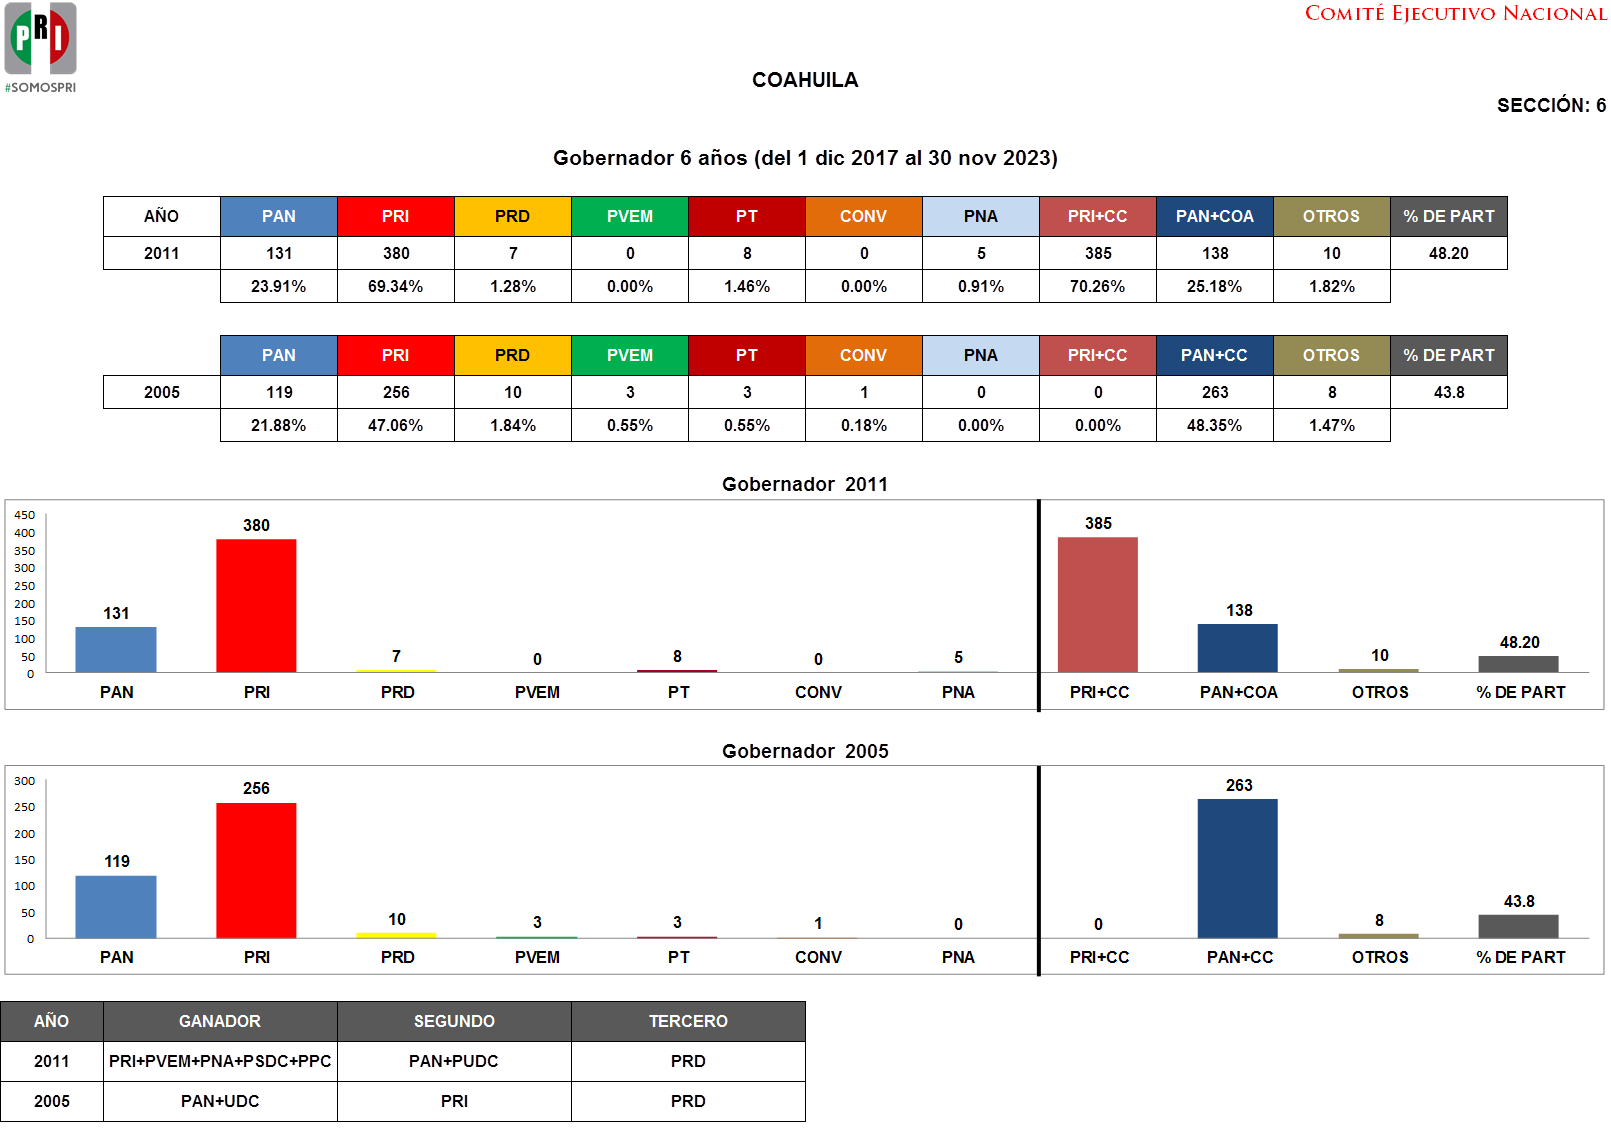 PRI
#SOMOSPRI
COMITÉ EJECUTIVO NACIONAL
COAHUILA
SECCIÓN: 6
Gobernador 6 años (del 1 dic 2017 al 30 nov 2023)
AÑO PAN PRI PRD PVEM PT CONV PNA PRI+CC PAN+COA OTROS % DE PART
2011 131 380 7 0 8 0 5 385 138 10 48.20
23.91% 69.34% 1.28% 0.00% 1.46% 0.00% 0.91% 70.26% 25.18% 1.82%
PAN PRI PRD PVEM PT CONV PNA PRI+CC PAN+CC OTROS % DE PART
2005 119 256 10 3 3 1 0 0 263 8 43.8
21.88% 47.06% 1.84% 0.55% 0.55% 0.18% 0.00% 0.00% 48.35% 1.47%
Gobernador 2011
450
400
350
300
250
200
150
100
50
0
131 380 7 0 8 0 5 385 138 10 48.20
PAN PRI PRD PVEM PT CONV PNA PRI+CC PAN+COA OTROS % DE PART
Gobernador 2005
300
250
200
150
100
50
0
119 256 10 3 3 1 0 0 263 8 43.8
PAN PRI PRD PVEM PT CONV PNA PRI+CC PAN+CC OTROS % DE PART
AÑO GANADOR SEGUNDO TERCERO
2011 PRI+PVEM+PNA+PSDC+PPC PAN+PUDC PRD
2005 PAN+UDC PRI PRD